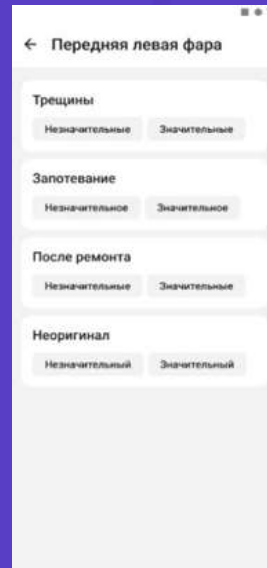 ← Передняя левая фара
Трещины
Незначительные Значительные
Запотевание
Незначительное Значительное
После ремонта
Незначительные Значительные
Неоригинал
Незначительный Значительный